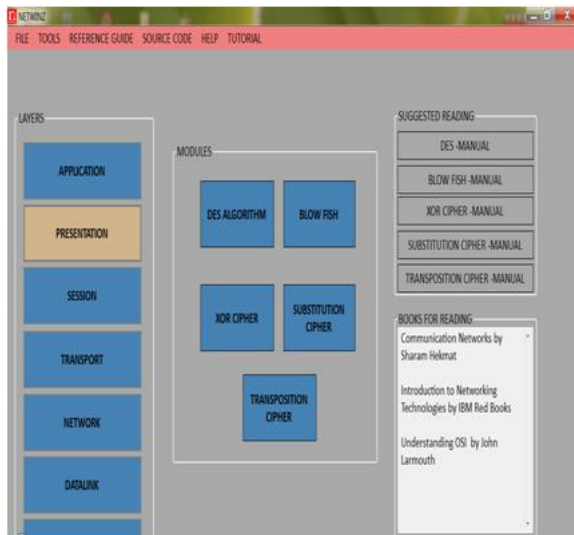 NETWINZ
FILE TOOLS REFERENCE GUIDE SOURCE CODE HELP TUTORIAL
LAYERS
APPLICATION
PRESENTATION
SESSION
TRANSPORT
NETWORK
DATALINK
MODULES
DES ALGORITHM
BLOW FISH
XOR CIPHER
SUBSTITUTION
CIPHER
TRANSPOSITION
CIPHER
SUGGESTED READING
DES -MANUAL
BLOW FISH -MANUAL
XOR CIPHER -MANUAL
SUBSTITUTION CIPHER -MANUAL
TRANSPOSITION CIPHER -MANUAL
BOOKS FOR READING
Communication Networks by
Sharam Hekmat
Introduction to Networking
Technologies by IBM Red Books
Understanding OSI by John
Larmouth